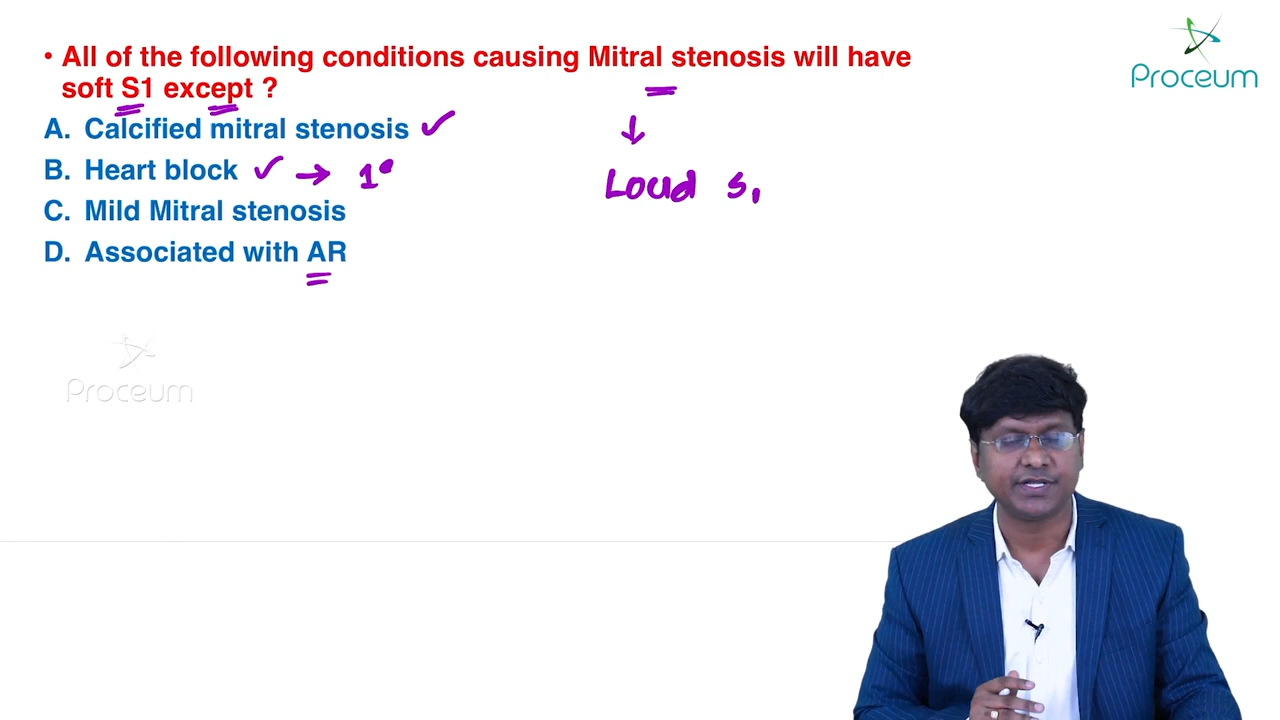 • All of the following conditions causing Mitral stenosis will have
soft S1 except ?
A. Calcified mitral stenosis ✓
B. Heart block ✓ → 1°
C. Mild Mitral stenosis
D. Associated with AR
↓
Loud S₁
Proceum
Proceum